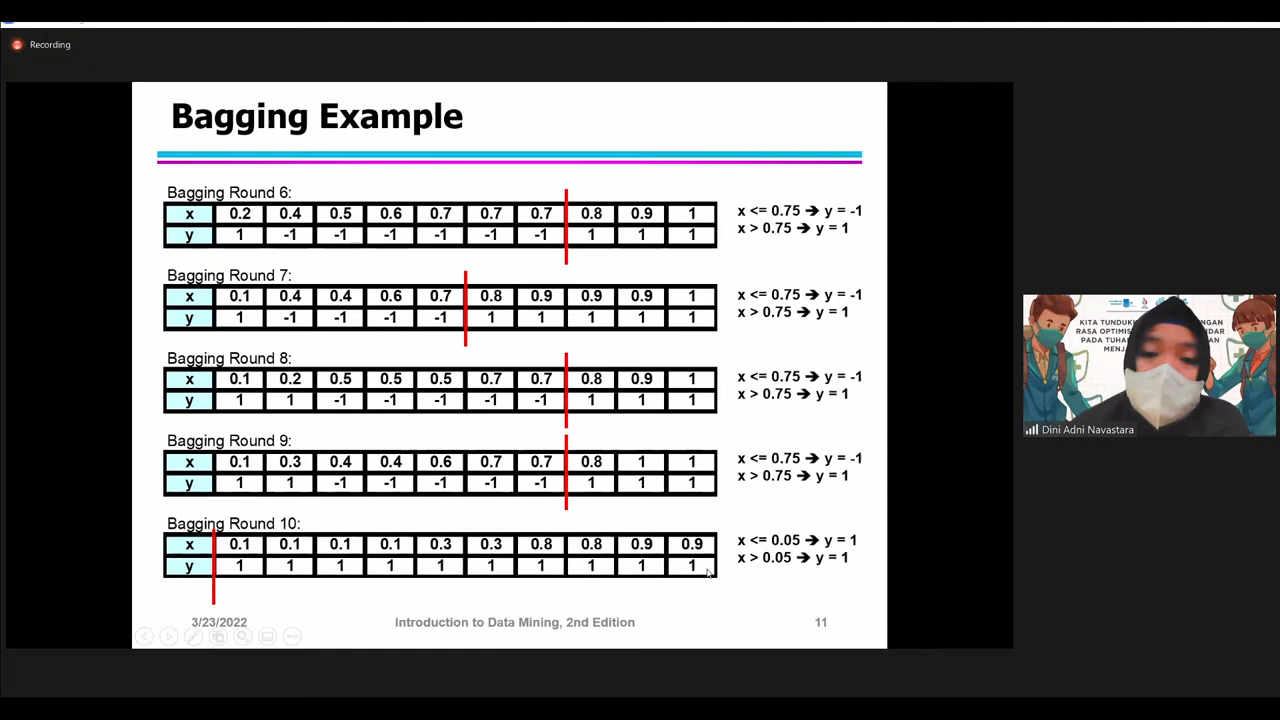 Recording
Bagging Example
Bagging Round 6:
x 0.2 0.4 0.5 0.6 0.7 0.7 0.7 0.8 0.9 1
y 1 -1 -1 -1 -1 -1 -1 1 1 1
x <= 0.75 ➔ y = -1
x > 0.75 ➔ y = 1
Bagging Round 7:
x 0.1 0.4 0.4 0.6 0.7 0.8 0.9 0.9 0.9 1
y 1 -1 -1 -1 -1 1 1 1 1 1
x <= 0.75 ➔ y = -1
x > 0.75 ➔ y = 1
Bagging Round 8:
x 0.1 0.2 0.5 0.5 0.5 0.7 0.7 0.8 0.9 1
y 1 1 -1 -1 -1 -1 -1 1 1 1
x <= 0.75 ➔ y = -1
x > 0.75 ➔ y = 1
Bagging Round 9:
x 0.1 0.3 0.4 0.4 0.6 0.7 0.7 0.8 1 1
y 1 1 -1 -1 -1 -1 -1 1 1 1
x <= 0.75 ➔ y = -1
x > 0.75 ➔ y = 1
Bagging Round 10:
x 0.1 0.1 0.1 0.1 0.3 0.3 0.8 0.8 0.9 0.9
y 1 1 1 1 1 1 1 1 1 1
x <= 0.05 ➔ y = 1
x > 0.05 ➔ y = 1
3/23/2022 Introduction to Data Mining, 2nd Edition 11
KITA TUNDUK NGAN
RASA OPTIMIS DAR
PADA TUHA
MEN
Dini Adni Navastara